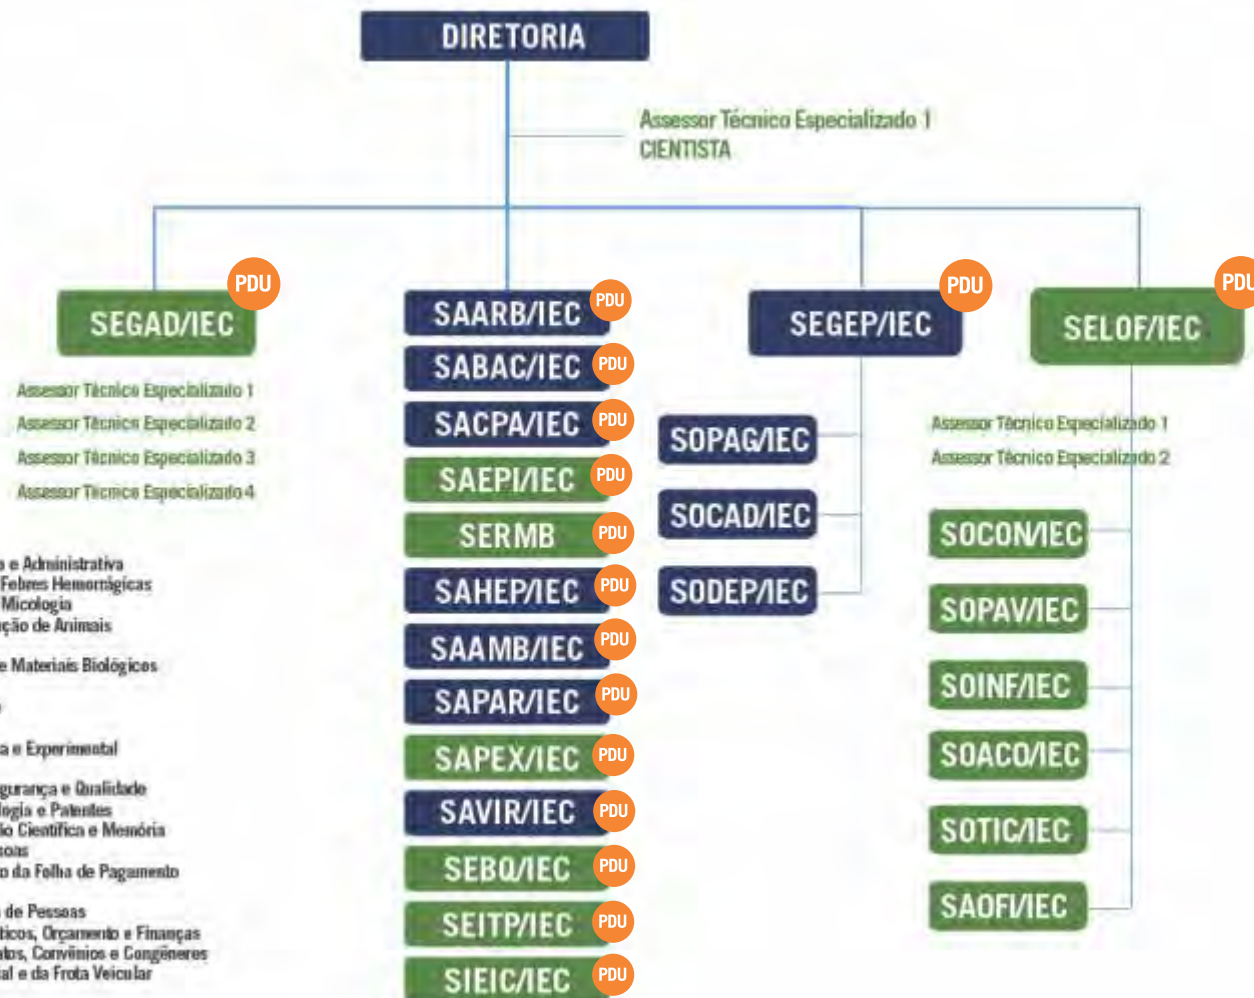 DIRETORIA
Assessor Técnico Especializado 1
CIENTISTA
PDU
SEGAD/IEC
Assessor Técnico Especializado 1
Assessor Técnico Especializado 2
Assessor Técnico Especializado 3
Assessor Técnico Especializado 4
SAARB/IEC PDU
SABAC/IEC PDU
SACPA/IEC PDU
SAEPI/IEC PDU
SERMB PDU
SAHEP/IEC PDU
SAAMB/IEC PDU
SAPAR/IEC PDU
SAPEX/IEC PDU
SAVIR/IEC PDU
SEBQ/IEC PDU
SEITP/IEC PDU
SIEIC/IEC PDU
PDU
SEGEP/IEC
SOPAG/IEC
SOCAD/IEC
SODEP/IEC
PDU
SELOF/IEC
Assessor Técnico Especializado 1
Assessor Técnico Especializado 2
SOCON/IEC
SOPAV/IEC
SOINF/IEC
SOACO/IEC
SOTIC/IEC
SAOFI/IEC
e Administrativa
Febres Hemorrágicas
Micologia
ção de Animais
e Materiais Biológicos
a e Experimental
gurança e Qualidade
logia e Patentes
ão Científica e Memória
soas
o da Folha de Pagamento
de Pessoas
ticos, Orçamento e Finanças
atos, Convênios e Congêneres
ial e da Frota Veicular